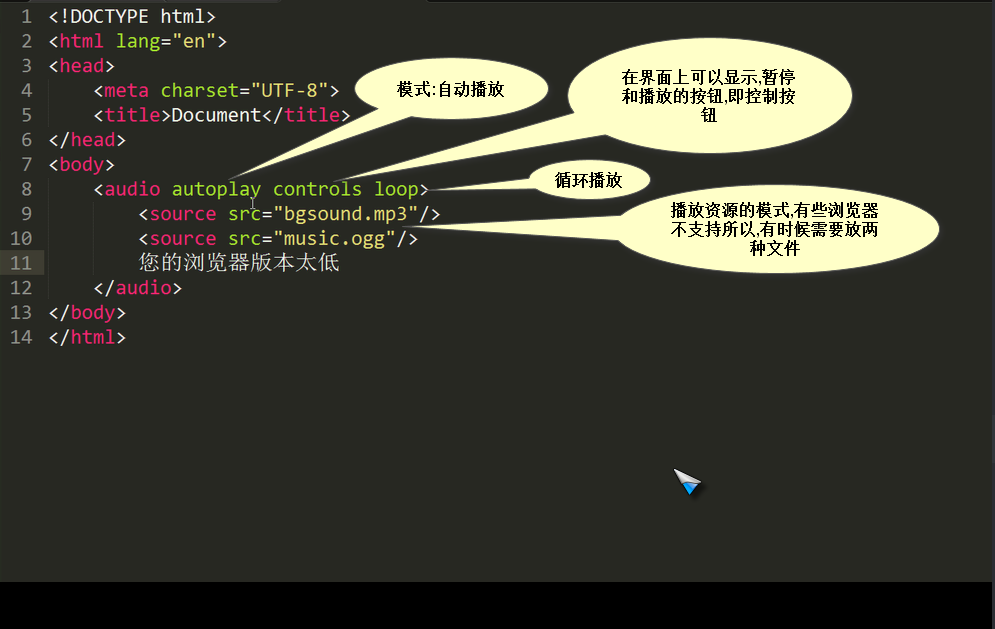 1 <!DOCTYPE html>
2 <html lang="en">
3 <head>
4 <meta charset="UTF-8">
5 <title>Document</title>
6 </head>
7 <body>
8 <audio autoplay controls loop>
9 <source src="bgsound.mp3"/>
10 <source src="music.ogg"/>
11 您的浏览器版本太低
12 </audio>
13 </body>
14 </html>
模式:自动播放
在界面上可以显示,暂停
和播放的按钮,即控制按
钮
循环播放
播放资源的模式,有些浏览器
不支持所以,有时候需要放两
种文件